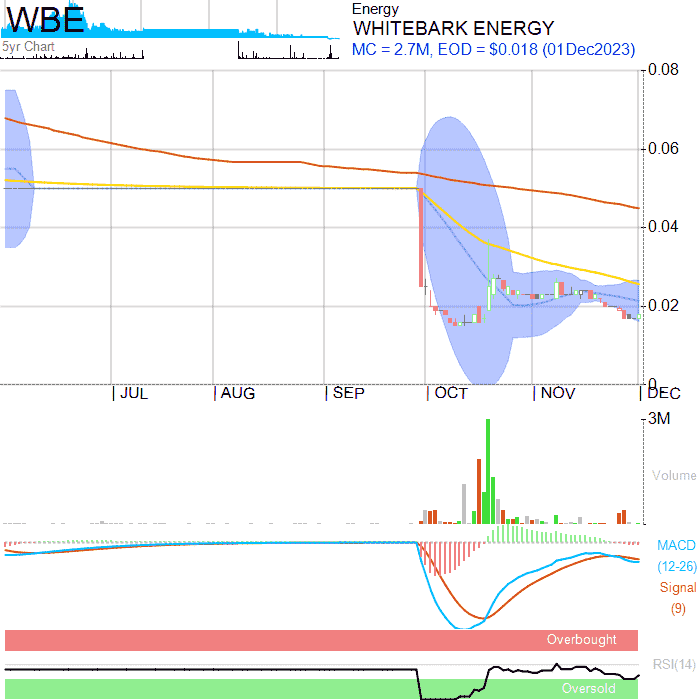 WBE
5yr Chart
Energy
WHITEBARK ENERGY
MC = 2.7M, EOD = $0.018 (01Dec2023)
0.08
0.06
0.04
0.02
0
JUL AUG SEP OCT NOV DEC
3M
Volume
MACD
(12-26)
Signal
(9)
Overbought
RSI(14)
Oversold